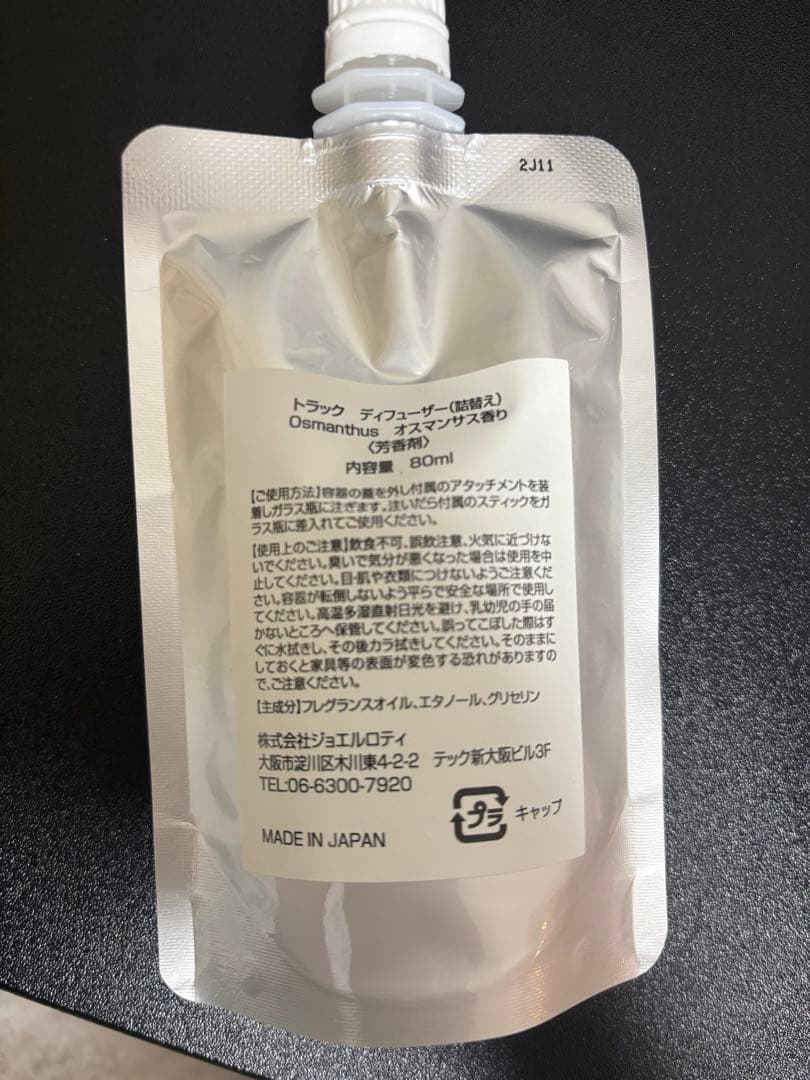 2J11
トラック ディフューザー(詰替え)
Osmanthus オスマンサス香り
〈芳香剤〉
内容量 80ml
【ご使用方法】容器の蓋を外し付属のアタッチメントを装
着しガラス瓶に注ぎます。注いだら付属のスティックをガ
ラス瓶に差入れてご使用ください。
【使用上のご注意】飲食不可、誤飲注意、火気に近づけな
いでください。臭いで気分が悪くなった場合は使用を中
止してください。目・肌や衣類につけないようご注意くだ
さい。容器が転倒しないよう平らで安全な場所で使用し
てください。高温多湿直射日光を避け、乳幼児の手の届
かないところへ保管してください。誤ってこぼした際はす
ぐに水拭きし、その後カラ拭きしてください。そのままに
しておくと家具等の表面が変色する恐れがありますの
で、ご注意ください。
【主成分】フレグランスオイル、エタノール、グリセリン
株式会社ジョエルロティ
大阪市淀川区木川東4-2-2 テック新大阪ビル3F
TEL:06-6300-7920
プラ キャップ
MADE IN JAPAN